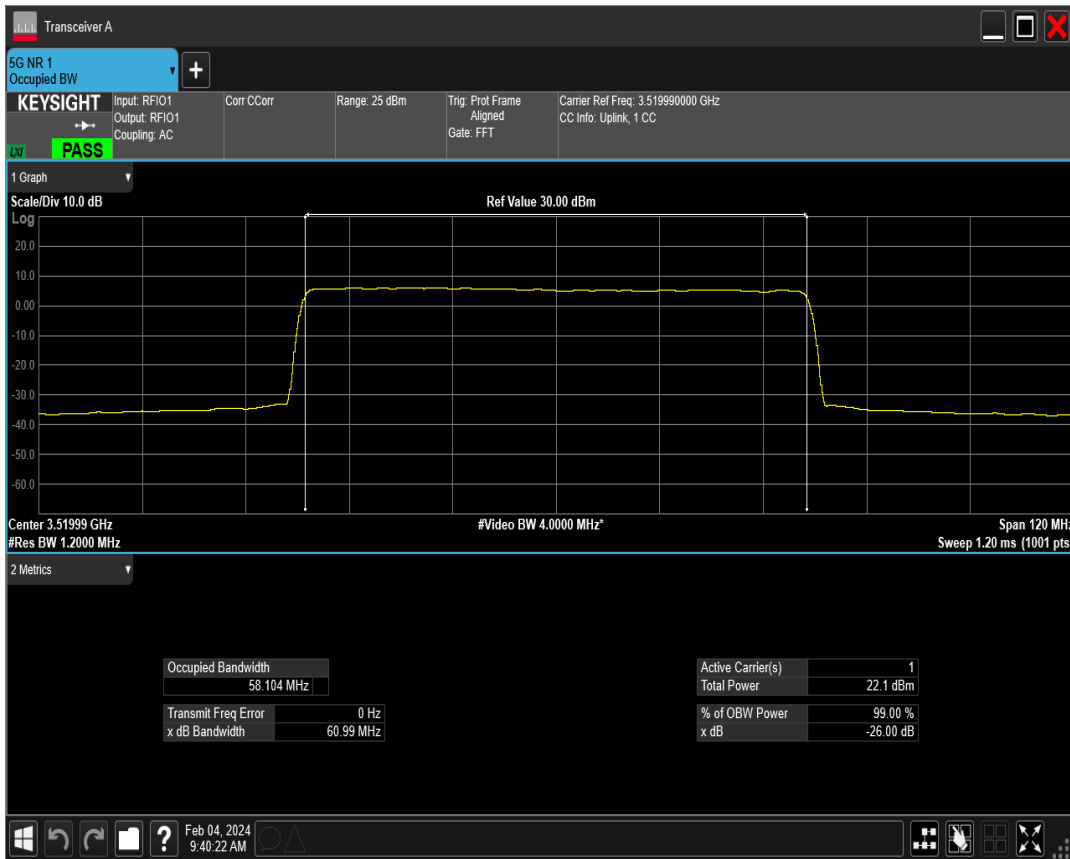 Transceiver A
5G NR 1
Occupied BW
KEYSIGHT
LXI
PASS
Input: RFIO1
Output: RFIO1
Coupling: AC
Corr CCorr
Range: 25 dBm
Trig: Prot Frame
Aligned
Gate: FFT
Carrier Ref Freq: 3.519990000 GHz
CC Info: Uplink, 1 CC
1 Graph
Scale/Div 10.0 dB
Ref Value 30.00 dBm
Log
20.0
10.0
0.00
-10.0
-20.0
-30.0
-40.0
-50.0
-60.0
Center 3.51999 GHz
#Video BW 4.0000 MHz*
Span 120 MHz
#Res BW 1.2000 MHz
Sweep 1.20 ms (1001 pts
2 Metrics
Occupied Bandwidth
58.104 MHz
Transmit Freq Error 0 Hz
x dB Bandwidth 60.99 MHz
Active Carrier(s) 1
Total Power 22.1 dBm
% of OBW Power 99.00 %
x dB -26.00 dB
?
Feb 04, 2024
9:40:22 AM